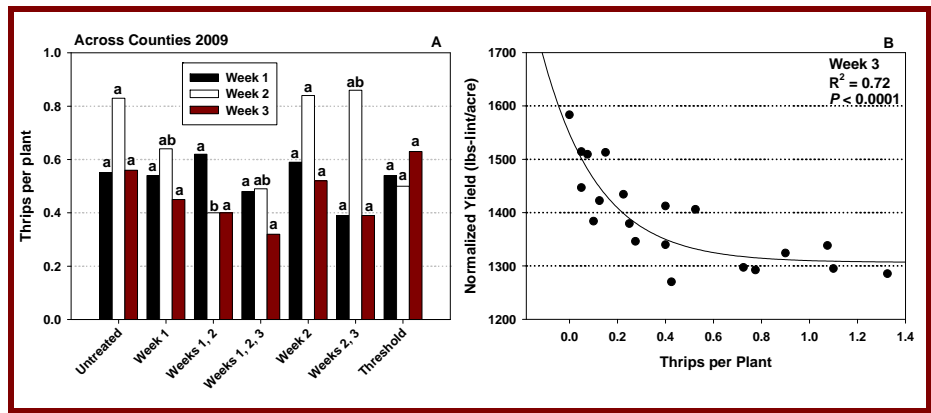 Across Counties 2009
A
Thrips per plant
1.0
0.8
0.6
0.4
0.2
0.0
Week 1
Week 2
Week 3
a a a
a ab a
a b a
a ab a
a a a
a ab a
a a a
Untreated
Week 1
Weeks 1, 2
Weeks 1, 2, 3
Week 2
Weeks 2, 3
Threshold
B
Week 3
R² = 0.72
P < 0.0001
Normalized Yield (lbs-lint/acre)
1700
1600
1500
1400
1300
1200
0.0 0.2 0.4 0.6 0.8 1.0 1.2 1.4
Thrips per Plant